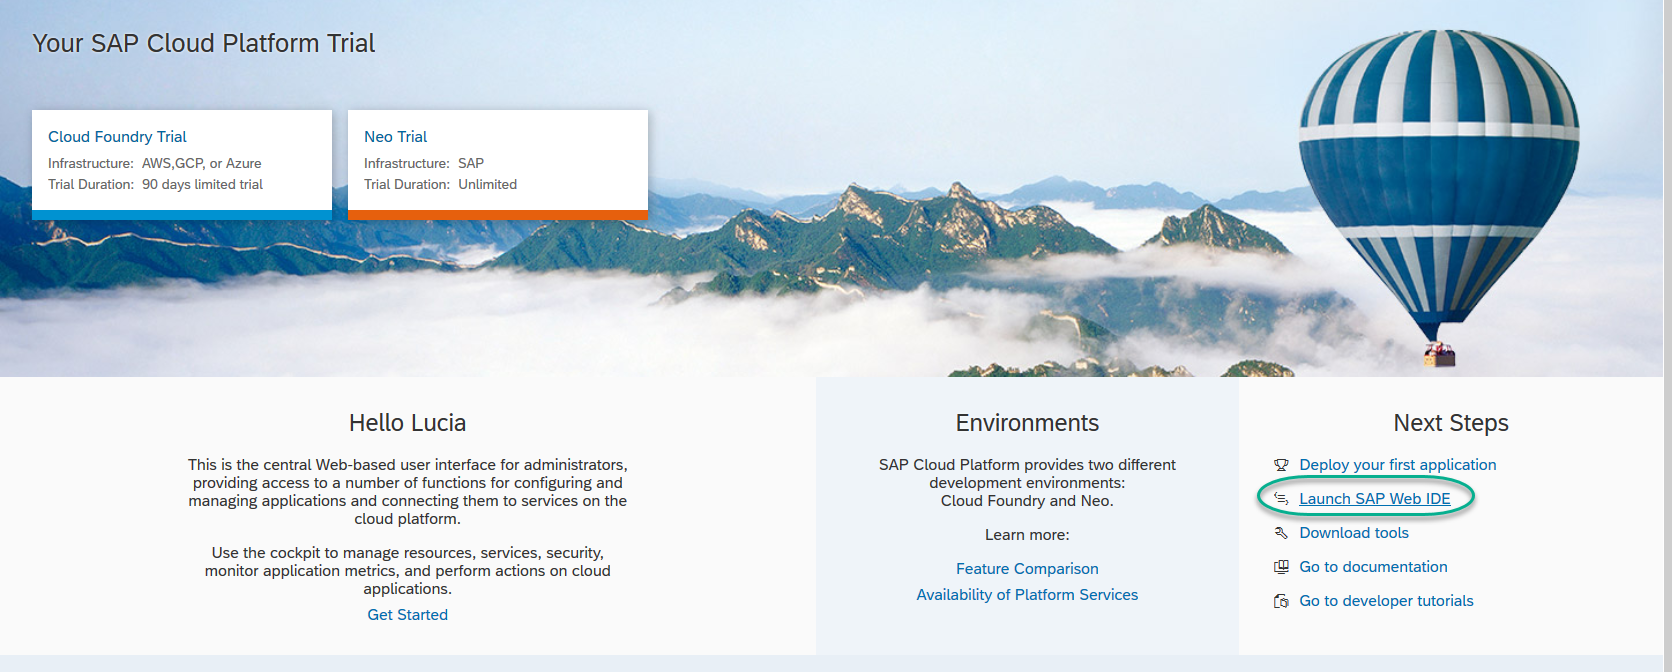 Your SAP Cloud Platform Trial
Cloud Foundry Trial
Infrastructure: AWS,GCP, or Azure
Trial Duration: 90 days limited trial
Neo Trial
Infrastructure: SAP
Trial Duration: Unlimited
Hello Lucia
This is the central Web-based user interface for administrators,
providing access to a number of functions for configuring and
managing applications and connecting them to services on the
cloud platform.
Use the cockpit to manage resources, services, security,
monitor application metrics, and perform actions on cloud
applications.
Get Started
Environments
SAP Cloud Platform provides two different
development environments:
Cloud Foundry and Neo.
Learn more:
Feature Comparison
Availability of Platform Services
Next Steps
Deploy your first application
Launch SAP Web IDE
Download tools
Go to documentation
Go to developer tutorials